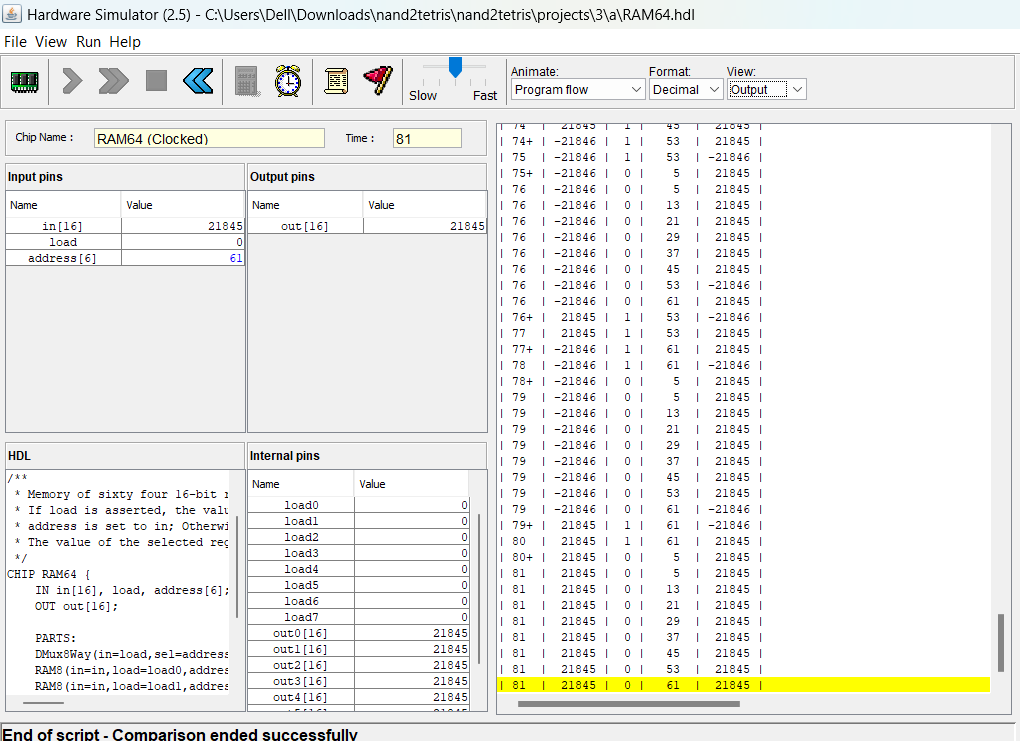 Hardware Simulator (2.5) - C:\Users\Dell\Downloads\nand2tetris\nand2tetris\projects\3\a\RAM64.hdl
File View Run Help
Slow Fast
Animate: Format: View:
Program flow Decimal Output
Chip Name : RAM64 (Clocked) Time : 81
Input pins
Name Value
in[16] 21845
load 0
address[6] 61
Output pins
Name Value
out[16] 21845
HDL
/**
* Memory of sixty four 16-bit
* If load is asserted, the
* address is set to in;
* The value of the selected
*/
CHIP RAM64 {
IN in[16], load, address[6];
OUT out[16];
PARTS:
DMux8Way(in=load,sel=address
RAM8(in=in,load=load0,addres
RAM8(in=in,load=load1,addres
Internal pins
Name Value
load0 0
load1 0
load2 0
load3 0
load4 0
load5 0
load6 0
load7 0
out0[16] 21845
out1[16] 21845
out2[16] 21845
out3[16] 21845
out4[16] 21845
| 74 | 21845 | 1 | 45 | 21845 |
| 74+ | -21846 | 1 | 53 | 21845 |
| 75 | -21846 | 1 | 53 | -21846 |
| 75+ | -21846 | 0 | 5 | 21845 |
| 76 | -21846 | 0 | 5 | 21845 |
| 76 | -21846 | 0 | 13 | 21845 |
| 76 | -21846 | 0 | 21 | 21845 |
| 76 | -21846 | 0 | 29 | 21845 |
| 76 | -21846 | 0 | 37 | 21845 |
| 76 | -21846 | 0 | 45 | 21845 |
| 76 | -21846 | 0 | 53 | -21846 |
| 76 | -21846 | 0 | 61 | 21845 |
| 76+ | 21845 | 1 | 53 | -21846 |
| 77 | 21845 | 1 | 53 | 21845 |
| 77+ | -21846 | 1 | 61 | 21845 |
| 78 | -21846 | 1 | 61 | -21846 |
| 78+ | -21846 | 0 | 5 | 21845 |
| 79 | -21846 | 0 | 5 | 21845 |
| 79 | -21846 | 0 | 13 | 21845 |
| 79 | -21846 | 0 | 21 | 21845 |
| 79 | -21846 | 0 | 29 | 21845 |
| 79 | -21846 | 0 | 37 | 21845 |
| 79 | -21846 | 0 | 45 | 21845 |
| 79 | -21846 | 0 | 53 | 21845 |
| 79 | -21846 | 0 | 61 | -21846 |
| 79+ | 21845 | 1 | 61 | -21846 |
| 80 | 21845 | 1 | 61 | 21845 |
| 80+ | 21845 | 0 | 5 | 21845 |
| 81 | 21845 | 0 | 5 | 21845 |
| 81 | 21845 | 0 | 13 | 21845 |
| 81 | 21845 | 0 | 21 | 21845 |
| 81 | 21845 | 0 | 29 | 21845 |
| 81 | 21845 | 0 | 37 | 21845 |
| 81 | 21845 | 0 | 45 | 21845 |
| 81 | 21845 | 0 | 53 | 21845 |
| 81 | 21845 | 0 | 61 | 21845 |
End of script - Comparison ended successfully